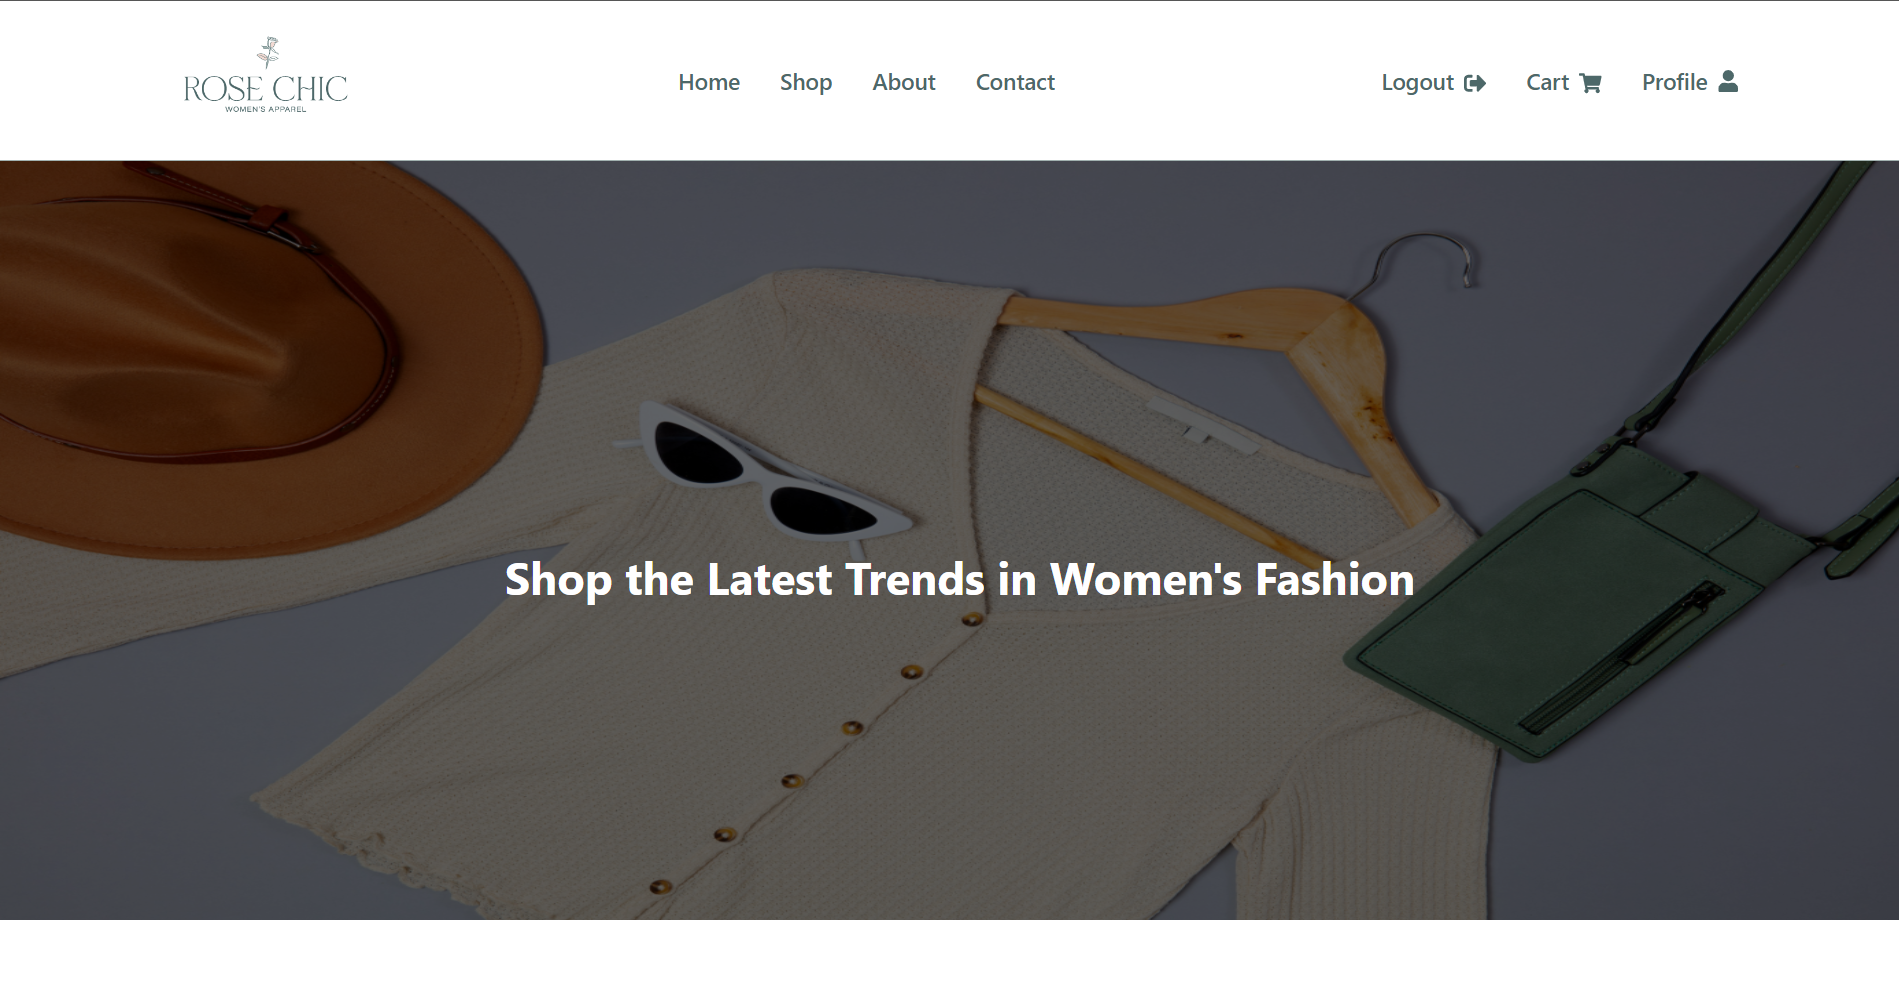 ROSE CHIC
WOMEN'S APPAREL
Home Shop About Contact
Logout Cart Profile
Shop the Latest Trends in Women's Fashion